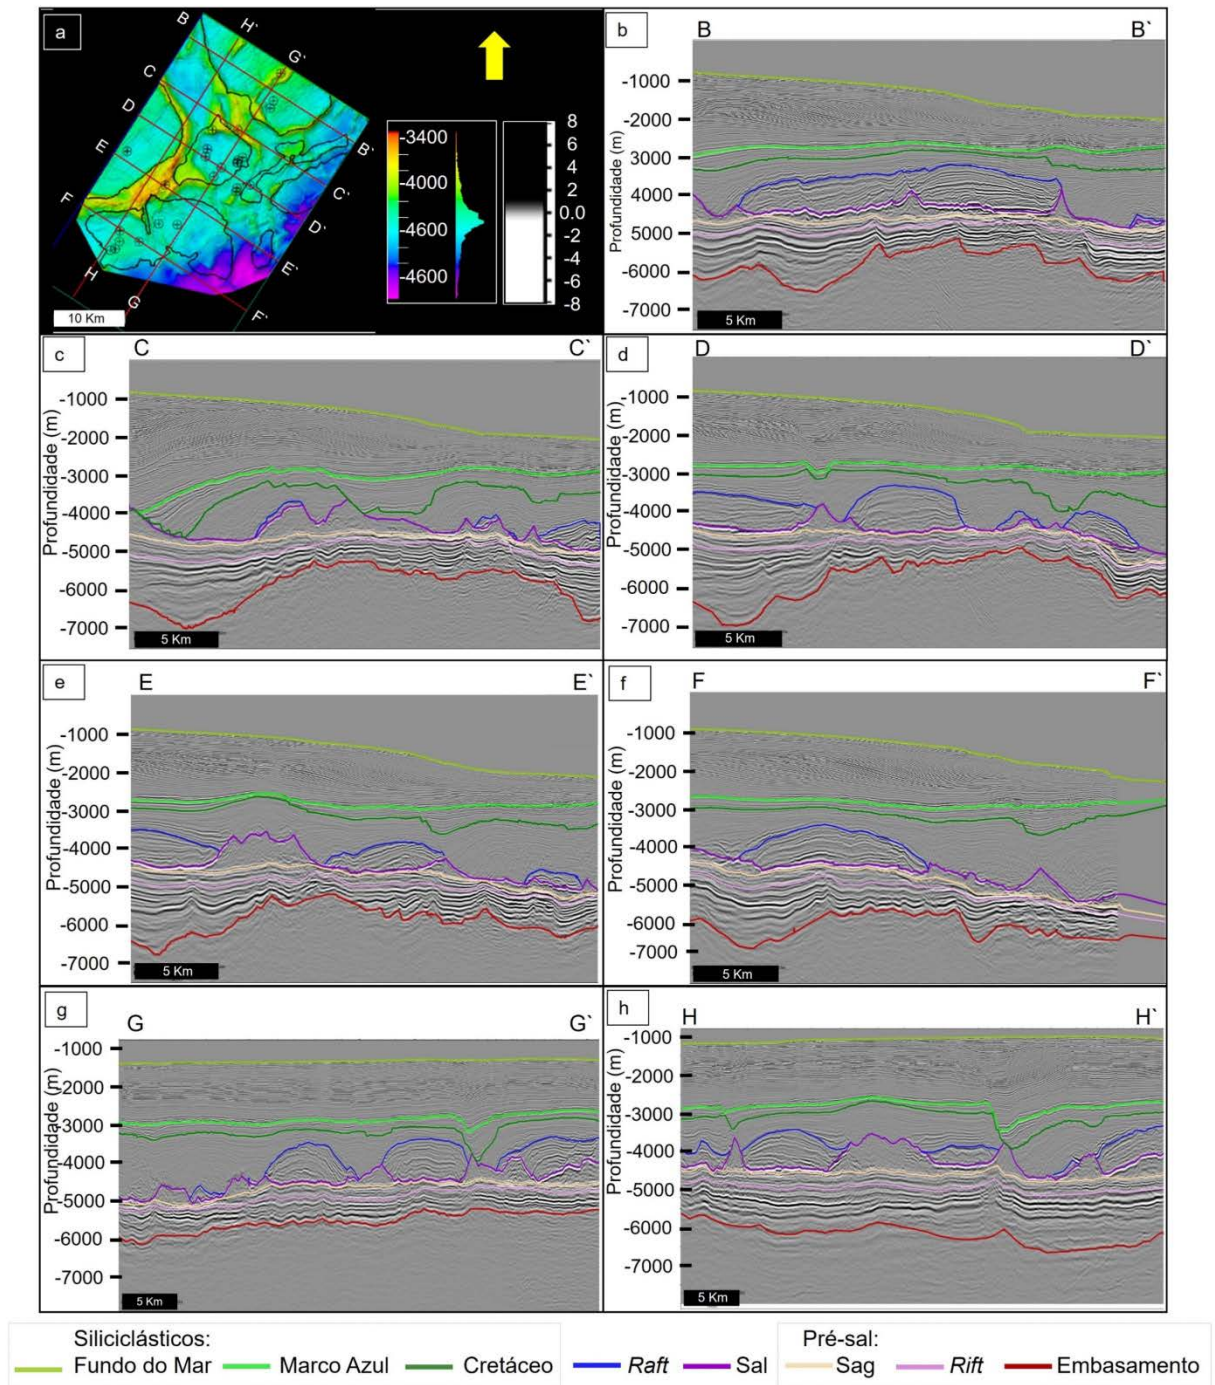 a
B
H`
G`
C
D
E
F
B`
C`
D`
E`
F`
H
G
10 Km
-3400
-4000
-4600
-4600
8
6
4
2
0.0
-2
-4
-6
-8
b
B
B`
Profundidade (m)
-1000
-2000
-3000
-4000
-5000
-6000
-7000
5 Km
c
C
C`
Profundidade (m)
-1000
-2000
-3000
-4000
-5000
-6000
-7000
5 Km
d
D
D`
Profundidade (m)
-1000
-2000
-3000
-4000
-5000
-6000
-7000
5 Km
e
E
E`
Profundidade (m)
-1000
-2000
-3000
-4000
-5000
-6000
-7000
5 Km
f
F
F`
Profundidade (m)
-1000
-2000
-3000
-4000
-5000
-6000
-7000
5 Km
g
G
G`
Profundidade (m)
-1000
-2000
-3000
-4000
-5000
-6000
-7000
5 Km
h
H
H`
Profundidade (m)
-1000
-2000
-3000
-4000
-5000
-6000
-7000
5 Km
Siliciclásticos:
Pré-sal:
Fundo do Mar
Marco Azul
Cretáceo
Raft
Sal
Sag
Rift
Embasamento